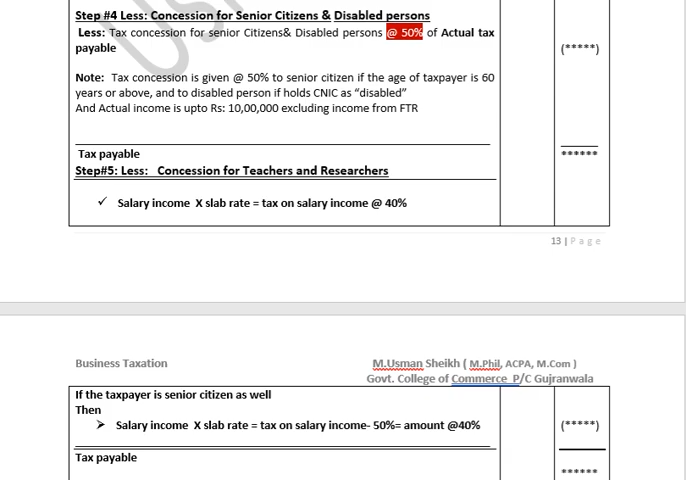 Step #4 Less: Concession for Senior Citizens & Disabled persons
Less: Tax concession for senior Citizens& Disabled persons @ 50% of Actual tax
payable
(*****)
Note: Tax concession is given @ 50% to senior citizen if the age of taxpayer is 60
years or above, and to disabled person if holds CNIC as “disabled”
And Actual income is upto Rs: 10,00,000 excluding income from FTR
Tax payable
******
Step#5: Less: Concession for Teachers and Researchers
✓ Salary income X slab rate = tax on salary income @ 40%
13 | Page
Business Taxation
M.Usman Sheikh ( M.Phil, ACPA, M.Com )
Govt. College of Commerce P/C Gujranwala
If the taxpayer is senior citizen as well
Then
➢ Salary income X slab rate = tax on salary income- 50%= amount @40%
(*****)
Tax payable
******